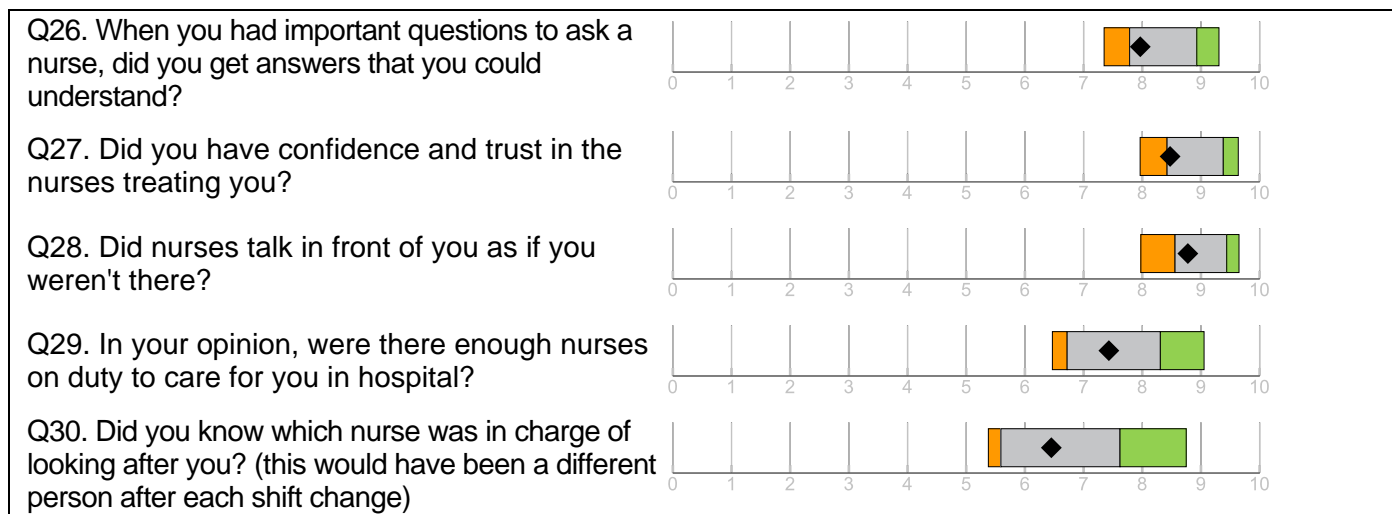 Q26. When you had important questions to ask a
nurse, did you get answers that you could
understand?
0 1 2 3 4 5 6 7 8 9 10
Q27. Did you have confidence and trust in the
nurses treating you?
0 1 2 3 4 5 6 7 8 9 10
Q28. Did nurses talk in front of you as if you
weren't there?
0 1 2 3 4 5 6 7 8 9 10
Q29. In your opinion, were there enough nurses
on duty to care for you in hospital?
0 1 2 3 4 5 6 7 8 9 10
Q30. Did you know which nurse was in charge of
looking after you? (this would have been a different
person after each shift change)
0 1 2 3 4 5 6 7 8 9 10